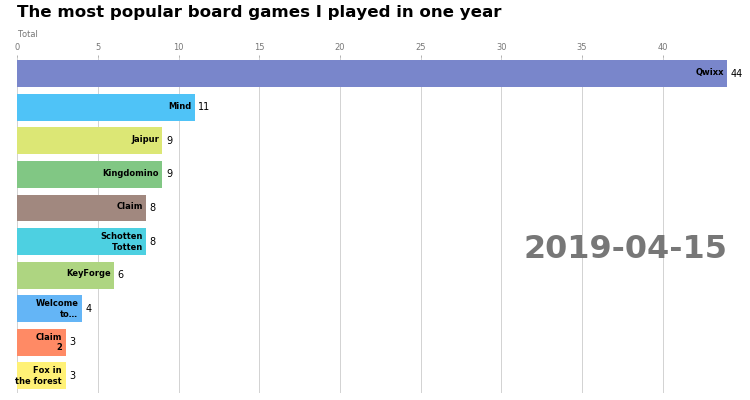 The most popular board games I played in one year
Total
0 5 10 15 20 25 30 35 40
Qwixx 44
Mind 11
Jaipur 9
Kingdomino 9
Claim 8
Schotten
Totten 8
2019-04-15
KeyForge 6
Welcome
to... 4
Claim
2 3
Fox in
the forest 3